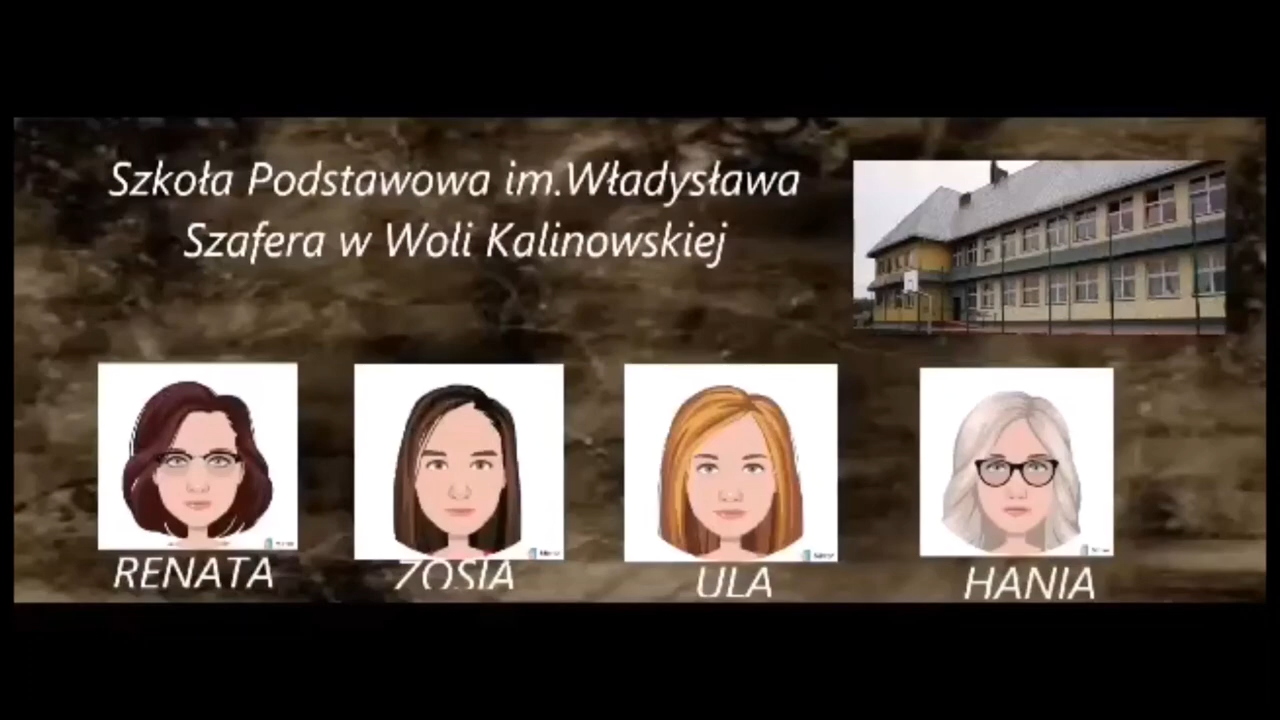 Szkoła Podstawowa im.Władysława
Szafera w Woli Kalinowskiej
RENATA
ZOSIA
ULA
HANIA